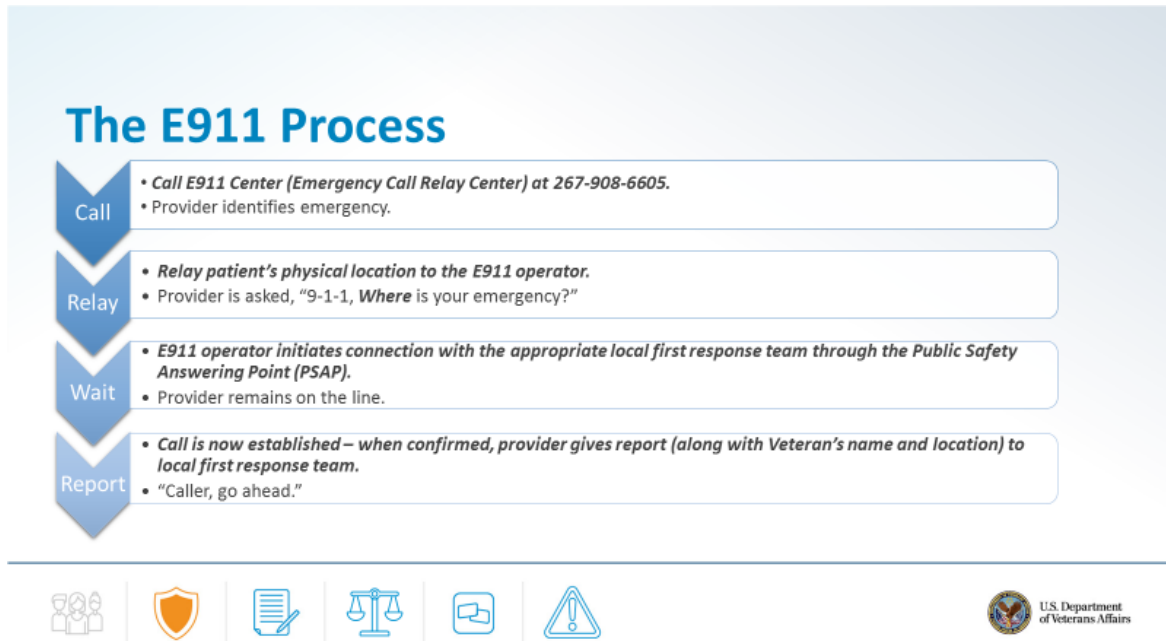 The E911 Process
Call
• Call E911 Center (Emergency Call Relay Center) at 267-908-6605.
• Provider identifies emergency.
Relay
• Relay patient's physical location to the E911 operator.
• Provider is asked, “9-1-1, Where is your emergency?”
Wait
• E911 operator initiates connection with the appropriate local first response team through the Public Safety
Answering Point (PSAP).
• Provider remains on the line.
Report
• Call is now established – when confirmed, provider gives report (along with Veteran's name and location) to
local first response team.
• “Caller, go ahead.”
U.S. Department
of Veterans Affairs